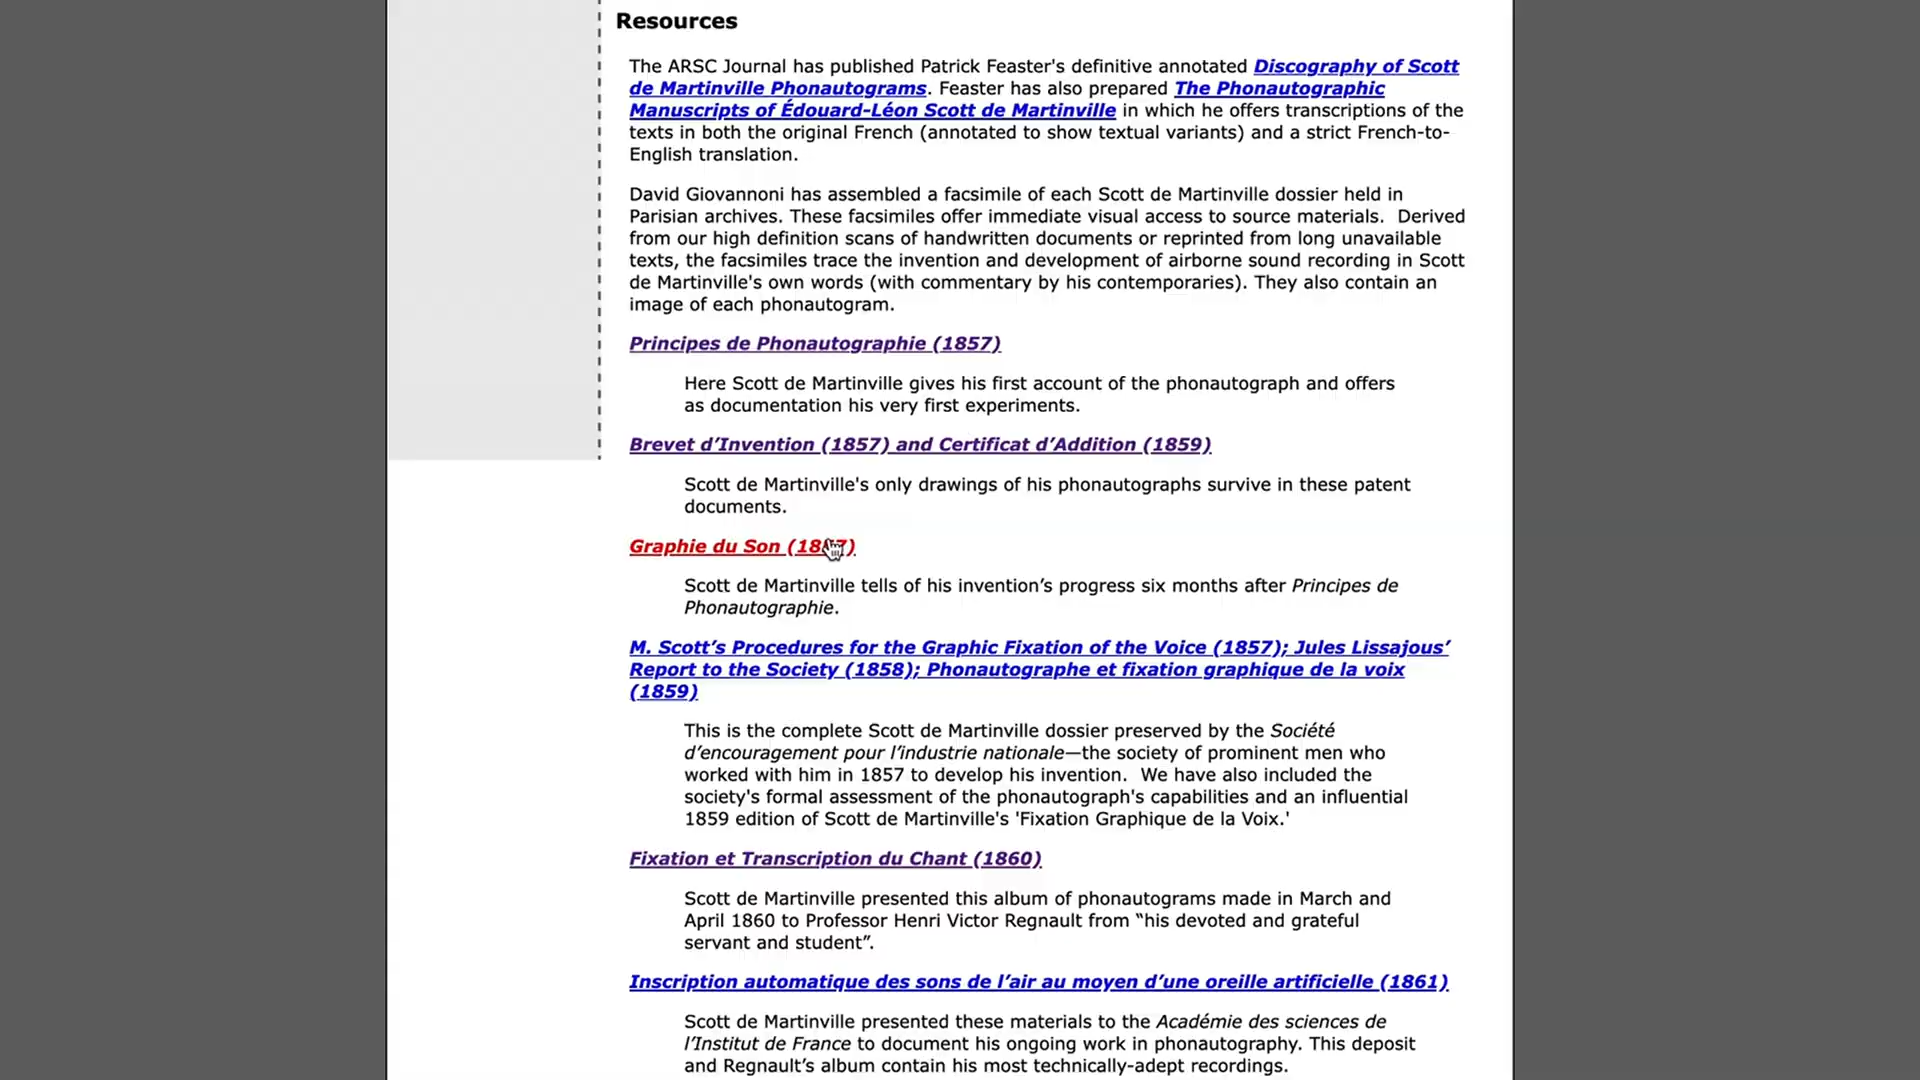 Resources
The ARSC Journal has published Patrick Feaster's definitive annotated Discography of Scott
de Martinville Phonautograms. Feaster has also prepared The Phonautographic
Manuscripts of Édouard-Léon Scott de Martinville in which he offers transcriptions of the
texts in both the original French (annotated to show textual variants) and a strict French-to-
English translation.
David Giovannoni has assembled a facsimile of each Scott de Martinville dossier held in
Parisian archives. These facsimiles offer immediate visual access to source materials.  Derived
from our high definition scans of handwritten documents or reprinted from long unavailable
texts, the facsimiles trace the invention and development of airborne sound recording in Scott
de Martinville's own words (with commentary by his contemporaries). They also contain an
image of each phonautogram.
Principes de Phonautographie (1857)
Here Scott de Martinville gives his first account of the phonautograph and offers
as documentation his very first experiments.
Brevet d’Invention (1857) and Certificat d’Addition (1859)
Scott de Martinville's only drawings of his phonautographs survive in these patent
documents.
Graphie du Son (1857)
Scott de Martinville tells of his invention’s progress six months after Principes de
Phonautographie.
M. Scott’s Procedures for the Graphic Fixation of the Voice (1857); Jules Lissajous’
Report to the Society (1858); Phonautographe et fixation graphique de la voix
(1859)
This is the complete Scott de Martinville dossier preserved by the Société
d’encouragement pour l’industrie nationale—the society of prominent men who
worked with him in 1857 to develop his invention.  We have also included the
society's formal assessment of the phonautograph's capabilities and an influential
1859 edition of Scott de Martinville's 'Fixation Graphique de la Voix.'
Fixation et Transcription du Chant (1860)
Scott de Martinville presented this album of phonautograms made in March and
April 1860 to Professor Henri Victor Regnault from “his devoted and grateful
servant and student”.
Inscription automatique des sons de l’air au moyen d’une oreille artificielle (1861)
Scott de Martinville presented these materials to the Académie des sciences de
l’Institut de France to document his ongoing work in phonautography. This deposit
and Regnault’s album contain his most technically-adept recordings.